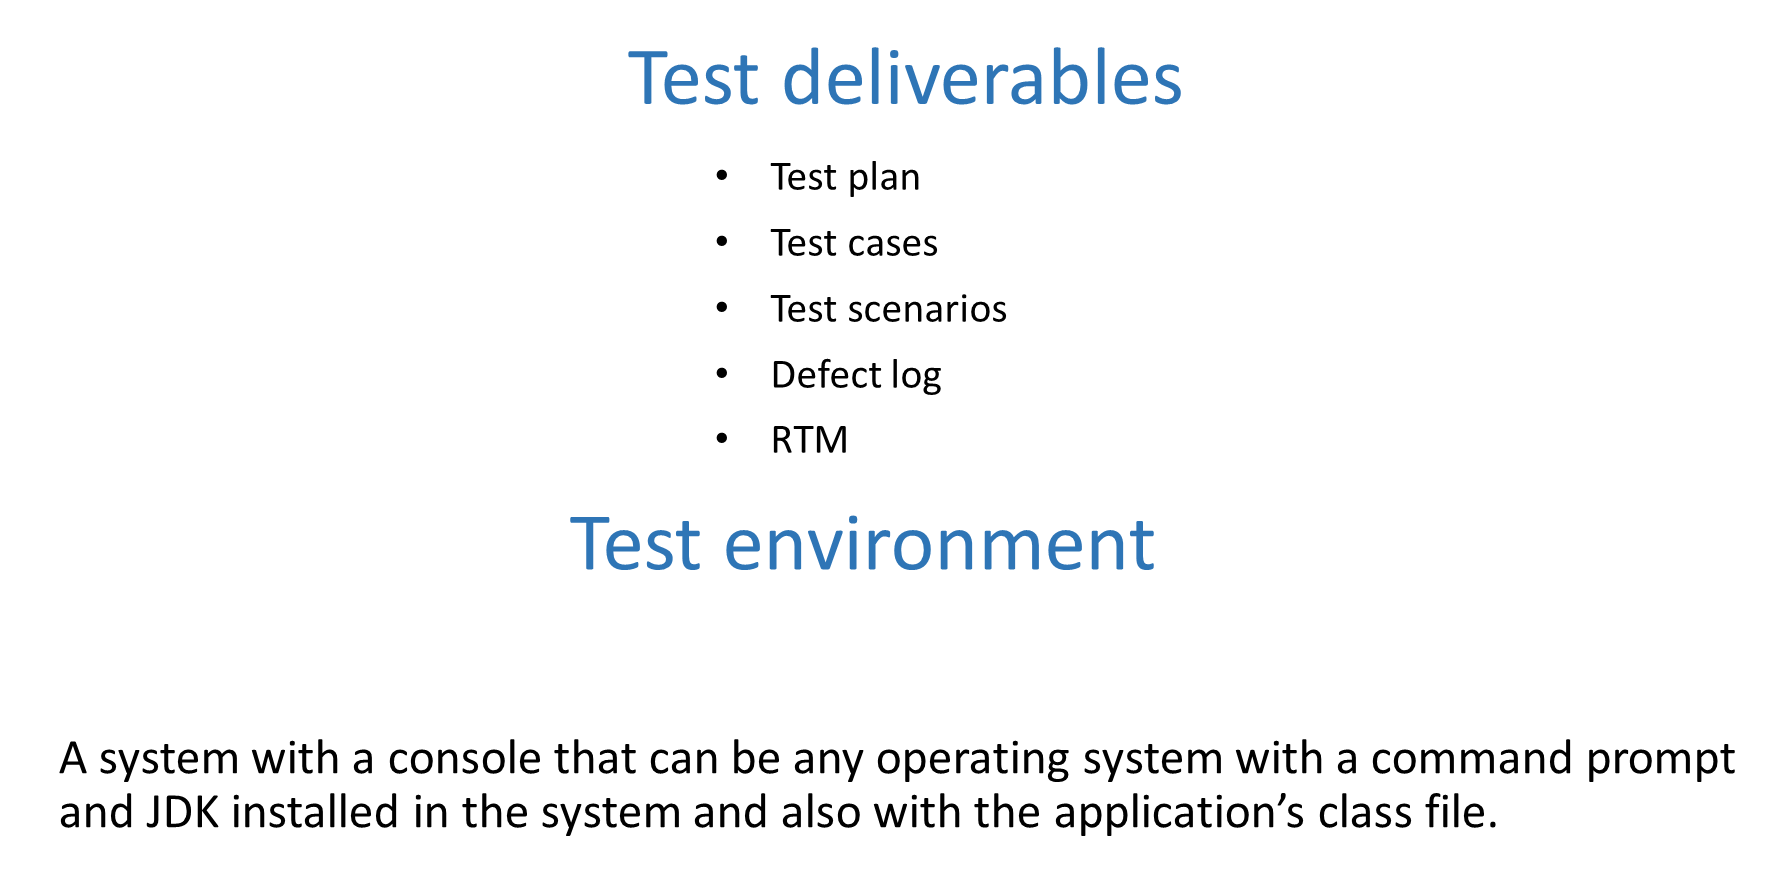 Test deliverables
• Test plan
• Test cases
• Test scenarios
• Defect log
• RTM
Test environment
A system with a console that can be any operating system with a command prompt
and JDK installed in the system and also with the application’s class file.